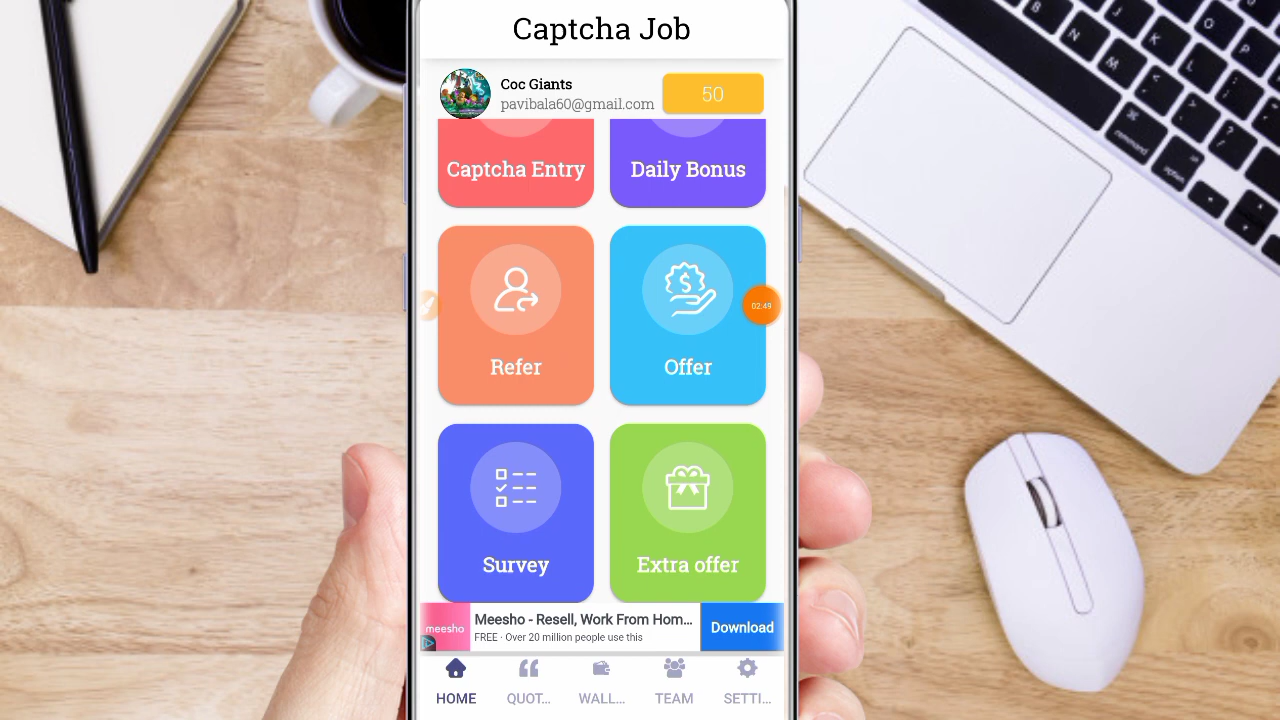 Captcha Job
Coc Giants
pavibala60@gmail.com
50
Captcha Entry
Daily Bonus
Refer
Offer
02:49
Survey
Extra offer
meesho
Meesho - Resell, Work From Hom...
FREE · Over 20 million people use this
Download
HOME
QUOT...
WALL...
TEAM
SETTI...
B
N
M
command
option